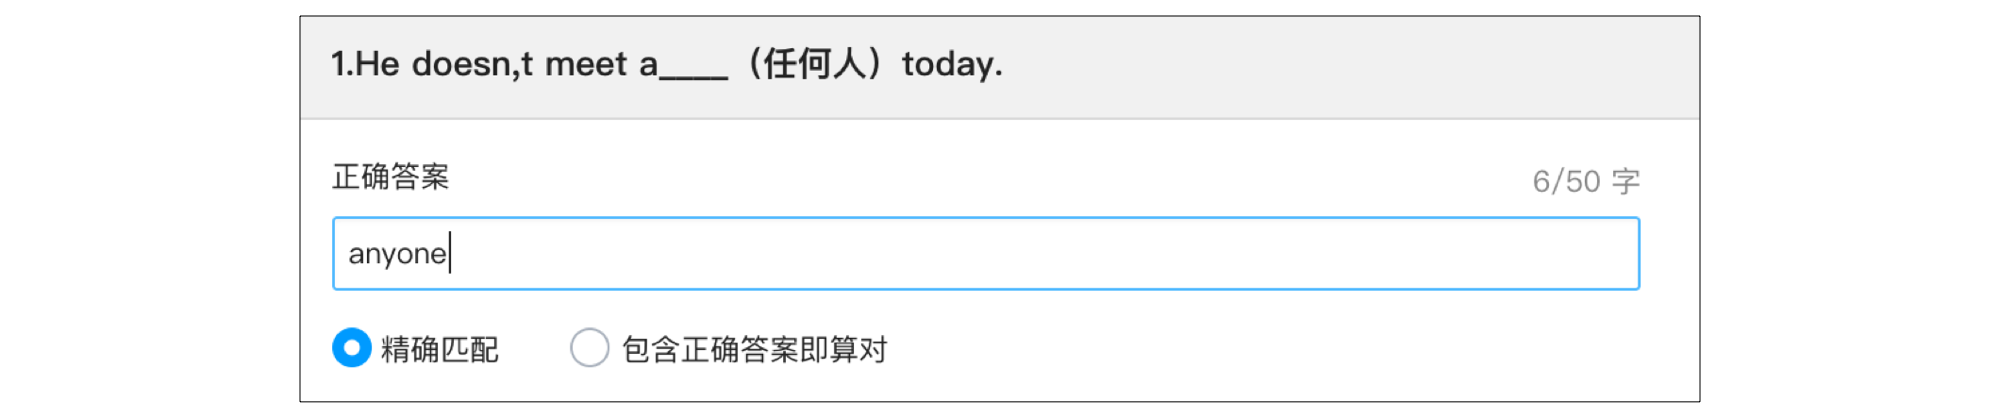 1.He doesn,t meet a____（任何人）today.
正确答案
6/50 字
anyone
精确匹配
包含正确答案即算对